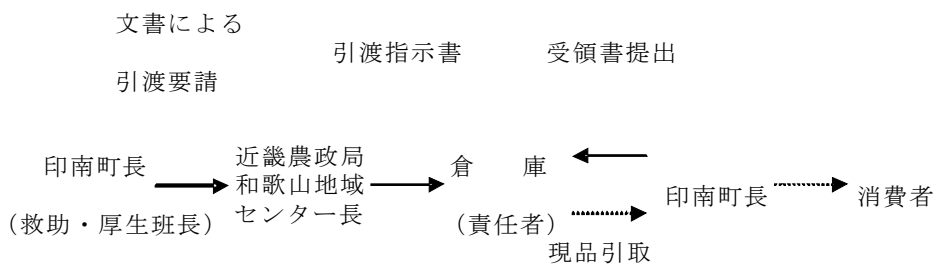 文書による
引渡要請
引渡指示書
受領書提出
印南町長
(救助・厚生班長)
近畿農政局
和歌山地域
センター長
倉　　庫
(責任者)
現品引取
印南町長
消費者